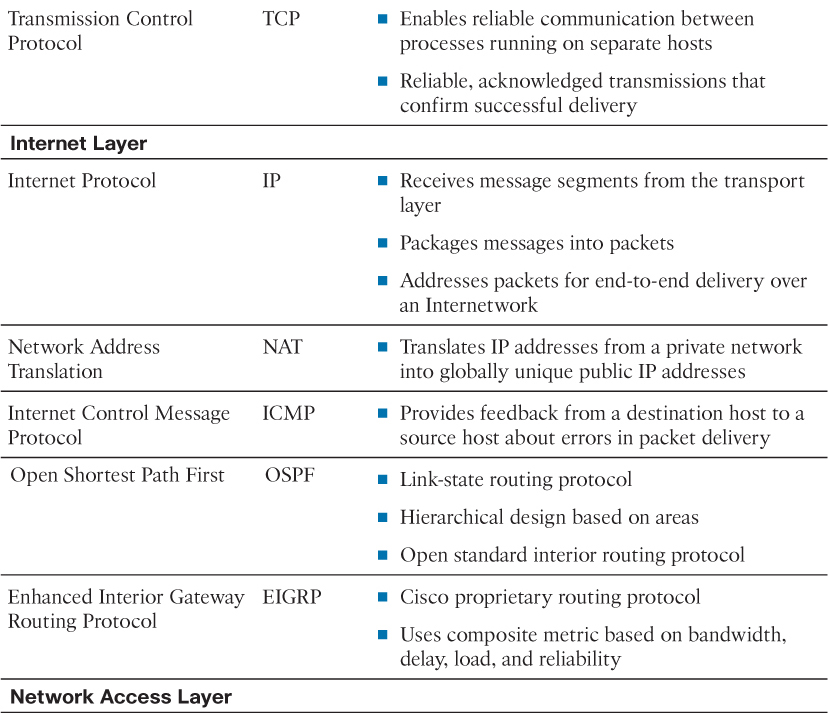 Transmission Control Protocol TCP
■ Enables reliable communication between
processes running on separate hosts
■ Reliable, acknowledged transmissions that
confirm successful delivery
Internet Layer
Internet Protocol IP
■ Receives message segments from the transport
layer
■ Packages messages into packets
■ Addresses packets for end-to-end delivery over
an Internetwork
Network Address
Translation
NAT
■ Translates IP addresses from a private network
into globally unique public IP addresses
Internet Control Message
Protocol
ICMP
■ Provides feedback from a destination host to a
source host about errors in packet delivery
Open Shortest Path First OSPF
■ Link-state routing protocol
■ Hierarchical design based on areas
■ Open standard interior routing protocol
Enhanced Interior Gateway
Routing Protocol
EIGRP
■ Cisco proprietary routing protocol
■ Uses composite metric based on bandwidth,
delay, load, and reliability
Network Access Layer